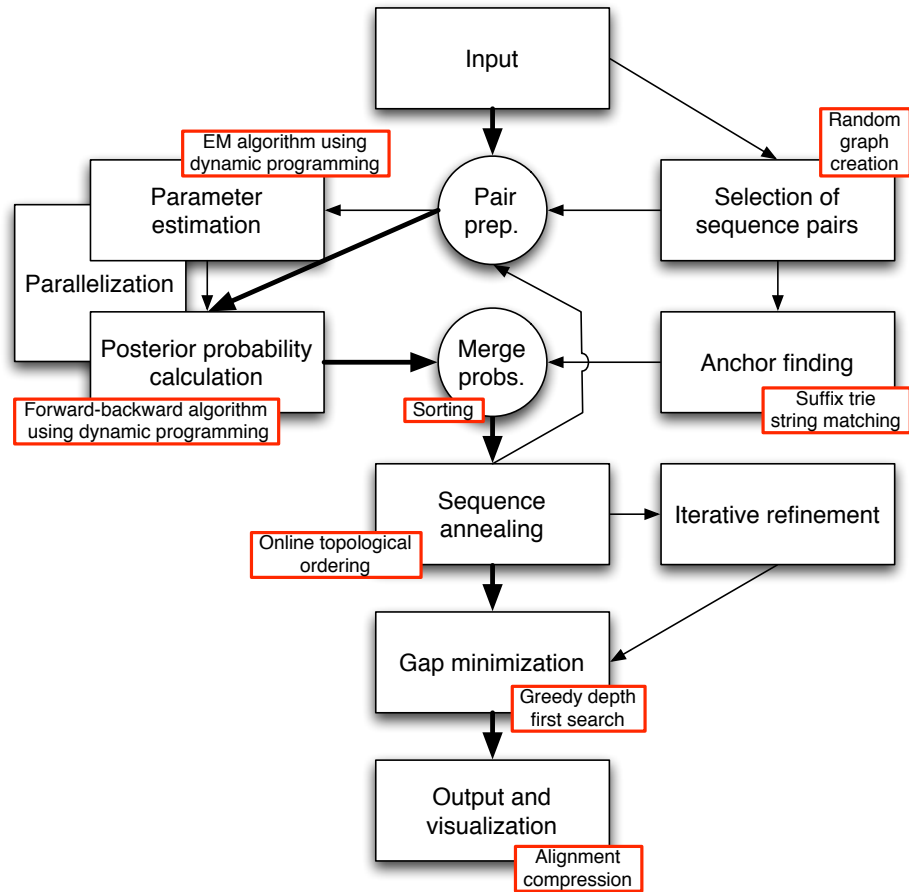 Input
Random
graph
creation
EM algorithm using
dynamic programming
Parameter
estimation
Pair
prep.
Selection of
sequence pairs
Parallelization
Posterior probability
calculation
Forward-backward algorithm
using dynamic programming
Merge
probs.
Sorting
Anchor finding
Suffix trie
string matching
Sequence
annealing
Online topological
ordering
Iterative refinement
Gap minimization
Greedy depth
first search
Output and
visualization
Alignment
compression